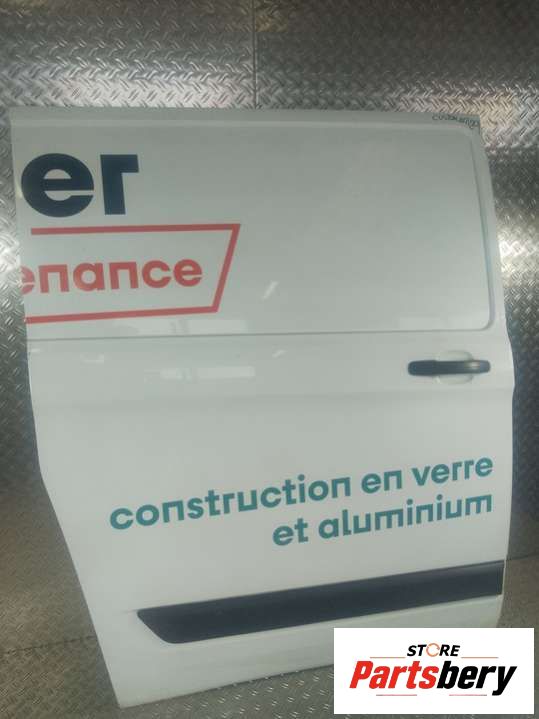 er
enance
construction en verre
et aluminium
STORE
Partsbery